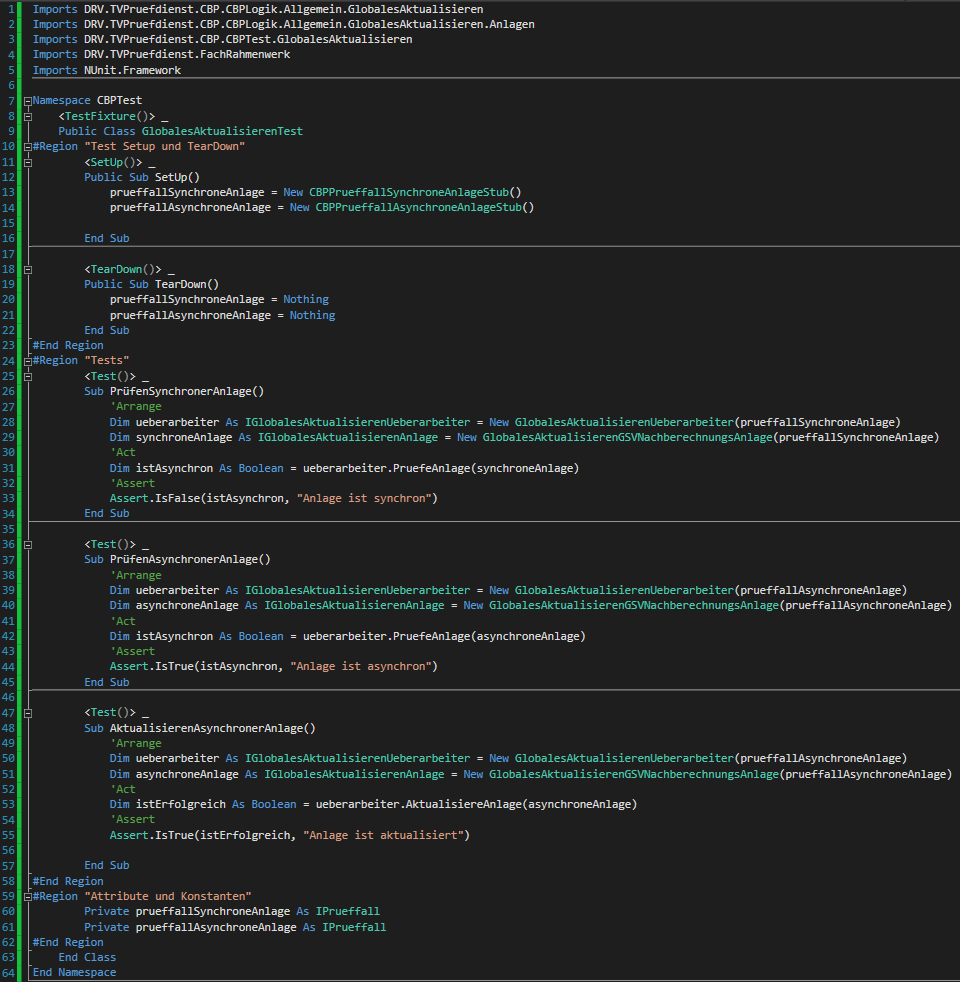 1 Imports DRV.TVPruefdienst.CBP.CBPLogik.Allgemein.GlobalesAktualisieren
2 Imports DRV.TVPruefdienst.CBP.CBPLogik.Allgemein.GlobalesAktualisieren.Anlagen
3 Imports DRV.TVPruefdienst.CBP.CBPTest.GlobalesAktualisieren
4 Imports DRV.TVPruefdienst.FachRahmenwerk
5 Imports NUnit.Framework
6
7 Namespace CBPTest
8 <TestFixture()> _
9 Public Class GlobalesAktualisierenTest
10 #Region "Test Setup und TearDown"
11 <SetUp()> _
12 Public Sub SetUp()
13 prueffallSynchroneAnlage = New CBPPrueffallSynchroneAnlageStub()
14 prueffallAsynchroneAnlage = New CBPPrueffallAsynchroneAnlageStub()
15
16 End Sub
17
18 <TearDown()> _
19 Public Sub TearDown()
20 prueffallSynchroneAnlage = Nothing
21 prueffallAsynchroneAnlage = Nothing
22 End Sub
23 #End Region
24 #Region "Tests"
25 <Test()> _
26 Sub PrüfenSynchronerAnlage()
27 'Arrange
28 Dim ueberarbeiter As IGlobalesAktualisierenUeberarbeiter = New GlobalesAktualisierenUeberarbeiter(prueffallSynchroneAnlage)
29 Dim synchroneAnlage As IGlobalesAktualisierenAnlage = New GlobalesAktualisierenGSVNachberechnungsAnlage(prueffallSynchroneAnlage)
30 'Act
31 Dim istAsynchron As Boolean = ueberarbeiter.PruefeAnlage(synchroneAnlage)
32 'Assert
33 Assert.IsFalse(istAsynchron, "Anlage ist synchron")
34 End Sub
35
36 <Test()> _
37 Sub PrüfenAsynchronerAnlage()
38 'Arrange
39 Dim ueberarbeiter As IGlobalesAktualisierenUeberarbeiter = New GlobalesAktualisierenUeberarbeiter(prueffallAsynchroneAnlage)
40 Dim asynchroneAnlage As IGlobalesAktualisierenAnlage = New GlobalesAktualisierenGSVNachberechnungsAnlage(prueffallAsynchroneAnlage)
41 'Act
42 Dim istAsynchron As Boolean = ueberarbeiter.PruefeAnlage(asynchroneAnlage)
43 'Assert
44 Assert.IsTrue(istAsynchron, "Anlage ist asynchron")
45 End Sub
46
47 <Test()> _
48 Sub AktualisierenAsynchronerAnlage()
49 'Arrange
50 Dim ueberarbeiter As IGlobalesAktualisierenUeberarbeiter = New GlobalesAktualisierenUeberarbeiter(prueffallAsynchroneAnlage)
51 Dim asynchroneAnlage As IGlobalesAktualisierenAnlage = New GlobalesAktualisierenGSVNachberechnungsAnlage(prueffallAsynchroneAnlage)
52 'Act
53 Dim istErfolgreich As Boolean = ueberarbeiter.AktualisiereAnlage(asynchroneAnlage)
54 'Assert
55 Assert.IsTrue(istErfolgreich, "Anlage ist aktualisiert")
56
57 End Sub
58 #End Region
59 #Region "Attribute und Konstanten"
60 Private prueffallSynchroneAnlage As IPrueffall
61 Private prueffallAsynchroneAnlage As IPrueffall
62 #End Region
63 End Class
64 End Namespace